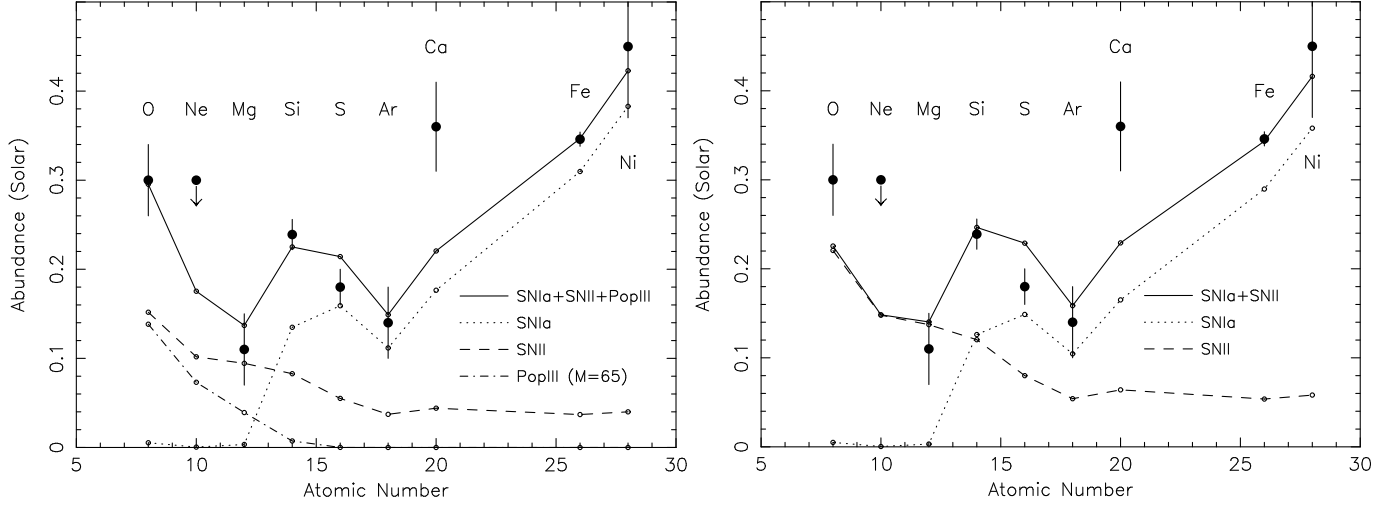 Ca
Fe
O Ne Mg Si S Ar
Ni
SNIa+SNII+PopIII
SNIa
SNII
PopIII (M=65)
0 0.1 0.2 0.3 0.4
Abundance (Solar)
5 10 15 20 25 30
Atomic Number
Ca
Fe
O Ne Mg Si S Ar
Ni
SNIa+SNII
SNIa
SNII
0 0.1 0.2 0.3 0.4
Abundance (Solar)
5 10 15 20 25 30
Atomic Number